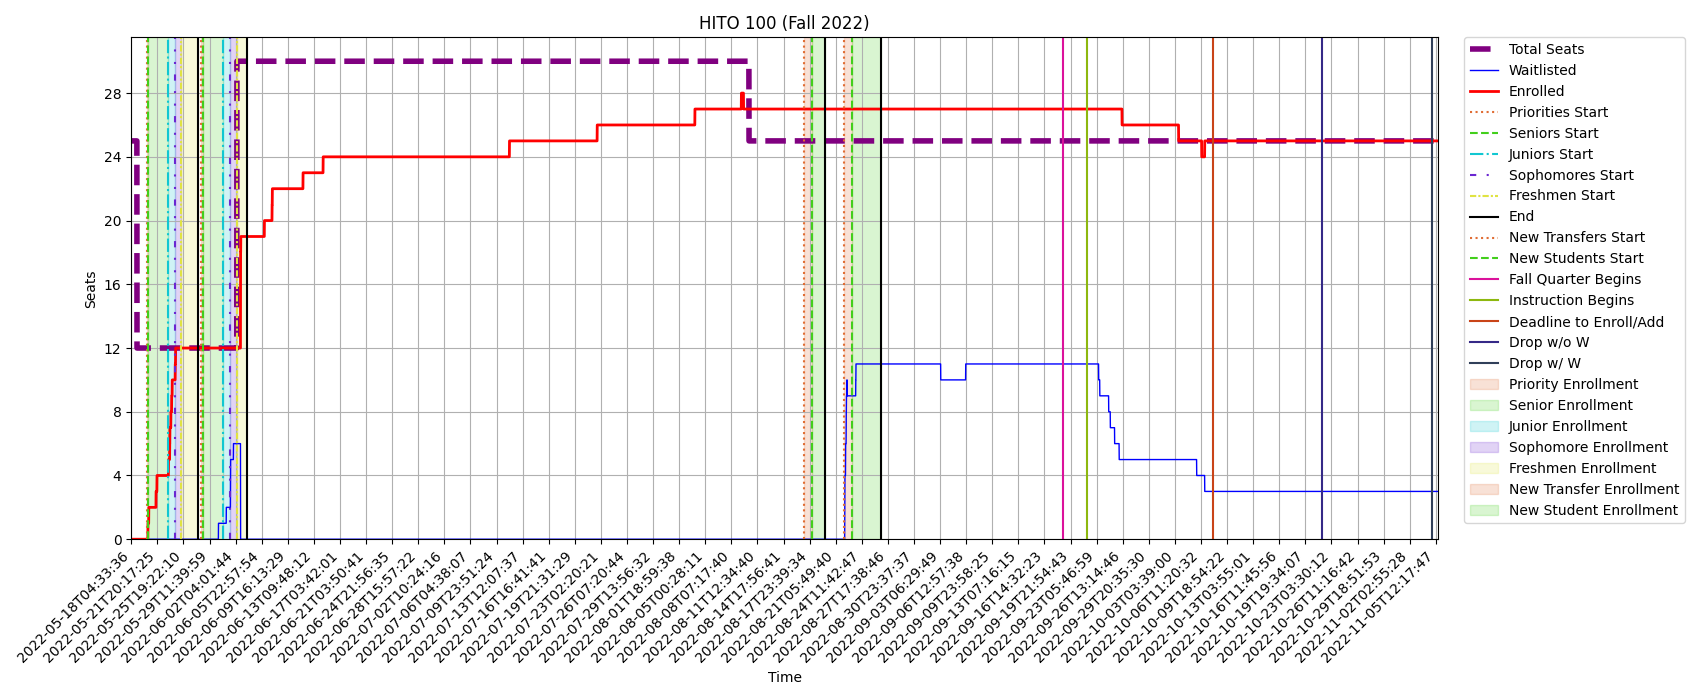 HITO 100 (Fall 2022)
Seats
28
24
20
16
12
8
4
0
2022-05-18T04:33:36
2022-05-21T20:17:25
2022-05-25T19:22:10
2022-05-29T11:39:59
2022-06-02T04:01:44
2022-06-05T22:57:54
2022-06-09T16:13:29
2022-06-13T09:48:12
2022-06-17T03:42:01
2022-06-21T03:50:41
2022-06-24T21:56:35
2022-06-28T15:57:22
2022-07-02T10:24:16
2022-07-06T04:38:07
2022-07-09T23:51:24
2022-07-13T12:07:37
2022-07-16T16:41:41
2022-07-19T21:31:29
2022-07-23T02:20:21
2022-07-26T07:20:44
2022-07-29T13:56:32
2022-08-01T18:59:38
2022-08-05T00:28:11
2022-08-08T07:17:40
2022-08-11T12:34:40
2022-08-14T17:56:41
2022-08-17T23:39:34
2022-08-21T05:49:40
2022-08-24T11:42:47
2022-08-27T17:38:46
2022-08-30T23:37:37
2022-09-03T06:29:49
2022-09-06T12:57:38
2022-09-09T23:58:25
2022-09-13T07:16:15
2022-09-16T14:32:23
2022-09-19T21:54:43
2022-09-23T05:46:59
2022-09-26T13:14:46
2022-09-29T20:35:30
2022-10-03T03:39:00
2022-10-06T11:20:32
2022-10-09T18:54:22
2022-10-13T03:55:01
2022-10-16T11:45:56
2022-10-19T19:34:07
2022-10-23T03:30:12
2022-10-26T11:16:42
2022-10-29T18:51:53
2022-11-02T02:55:28
2022-11-05T12:17:47
Time
Total Seats
Waitlisted
Enrolled
Priorities Start
Seniors Start
Juniors Start
Sophomores Start
Freshmen Start
End
New Transfers Start
New Students Start
Fall Quarter Begins
Instruction Begins
Deadline to Enroll/Add
Drop w/o W
Drop w/ W
Priority Enrollment
Senior Enrollment
Junior Enrollment
Sophomore Enrollment
Freshmen Enrollment
New Transfer Enrollment
New Student Enrollment